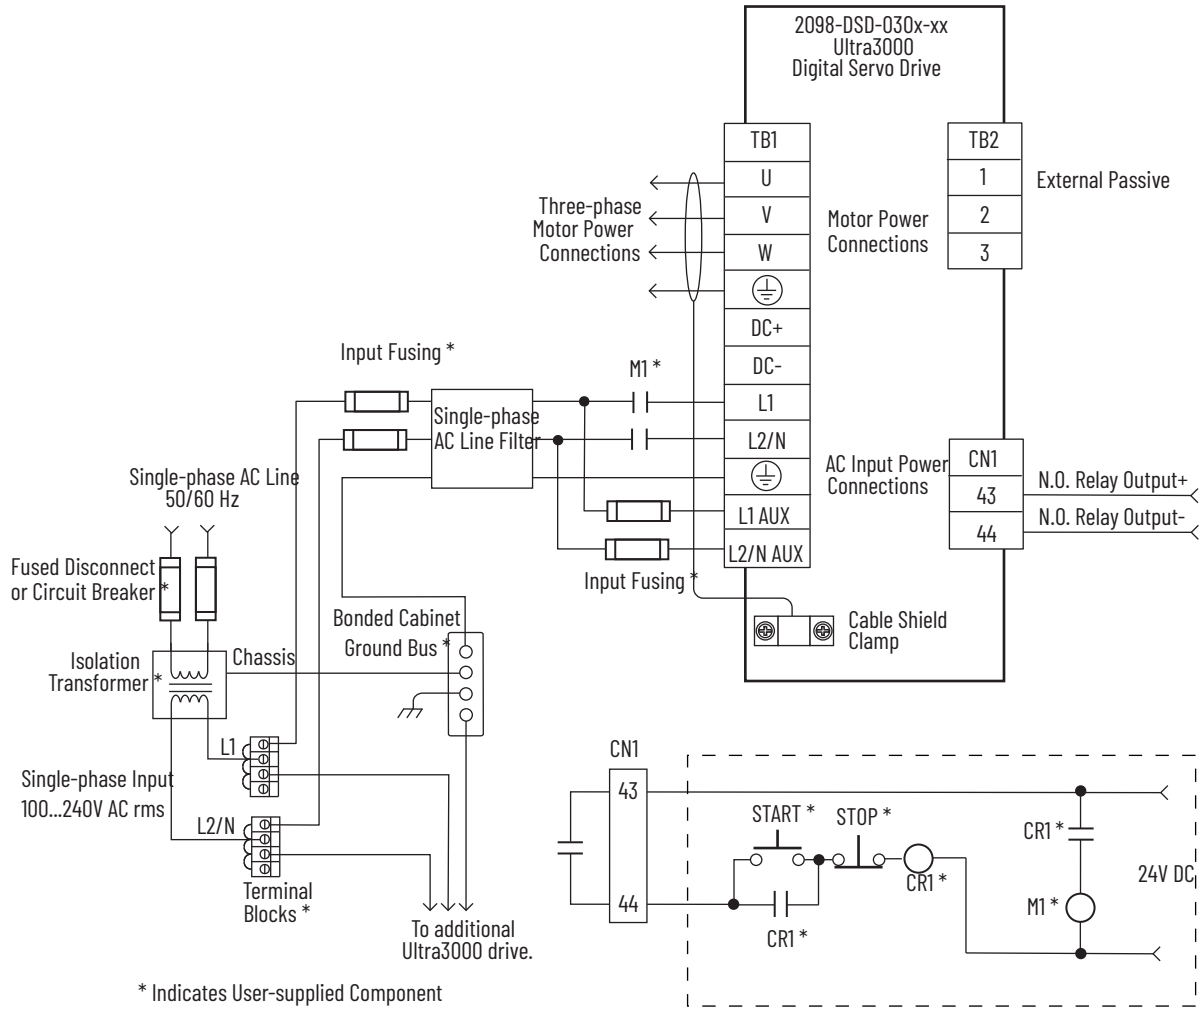 2098-DSD-030x-xx
Ultra3000
Digital Servo Drive
TB1
U
V
W
DC+
DC-
L1
L2/N
L1 AUX
L2/N AUX
TB2
1
2
3
External Passive
Three-phase
Motor Power
Connections
Motor Power
Connections
Input Fusing *
M1 *
Single-phase
AC Line Filter
AC Input Power
Connections
CN1
43
44
N.O. Relay Output+
N.O. Relay Output-
Single-phase AC Line
50/60 Hz
Fused Disconnect
or Circuit Breaker *
Input Fusing *
Bonded Cabinet
Ground Bus *
Cable Shield
Clamp
Isolation
Transformer *
Chassis
L1
Single-phase Input
100...240V AC rms
L2/N
Terminal
Blocks *
To additional
Ultra3000 drive.
* Indicates User-supplied Component
CN1
43
44
START *
STOP *
CR1 *
CR1 *
CR1 *
M1 *
24V DC